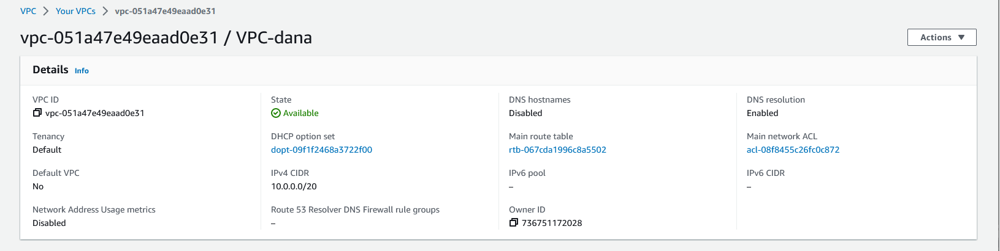 VPC > Your VPCs > vpc-051a47e49eaad0e31
vpc-051a47e49eaad0e31 / VPC-dana
Actions
Details Info
VPC ID
vpc-051a47e49eaad0e31
State
Available
DNS hostnames
Disabled
DNS resolution
Enabled
Tenancy
Default
DHCP option set
dopt-09f1f2468a3722f00
Main route table
rtb-067cda1996c8a5502
Main network ACL
acl-08f8455c26fc0c872
Default VPC
No
IPv4 CIDR
10.0.0.0/20
IPv6 pool
–
IPv6 CIDR
–
Network Address Usage metrics
Disabled
Route 53 Resolver DNS Firewall rule groups
–
Owner ID
736751172028